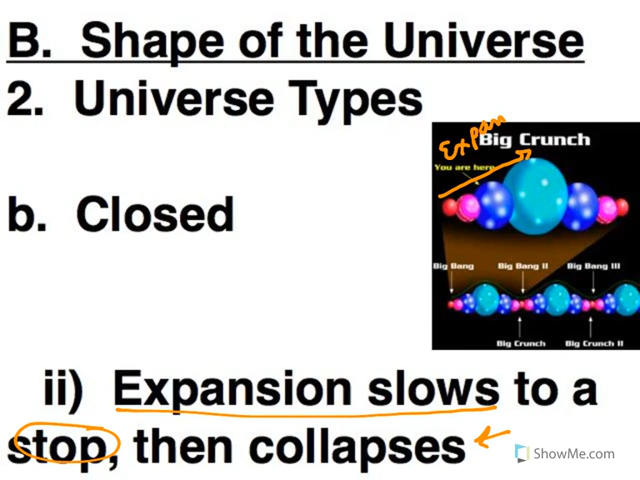 B. Shape of the Universe
2. Universe Types
Expan
Big Crunch
You are here
b. Closed
Big Bang Big Bang II Big Bang III
Big Crunch Big Crunch II
ii) Expansion slows to a
stop, then collapses
ShowMe.com